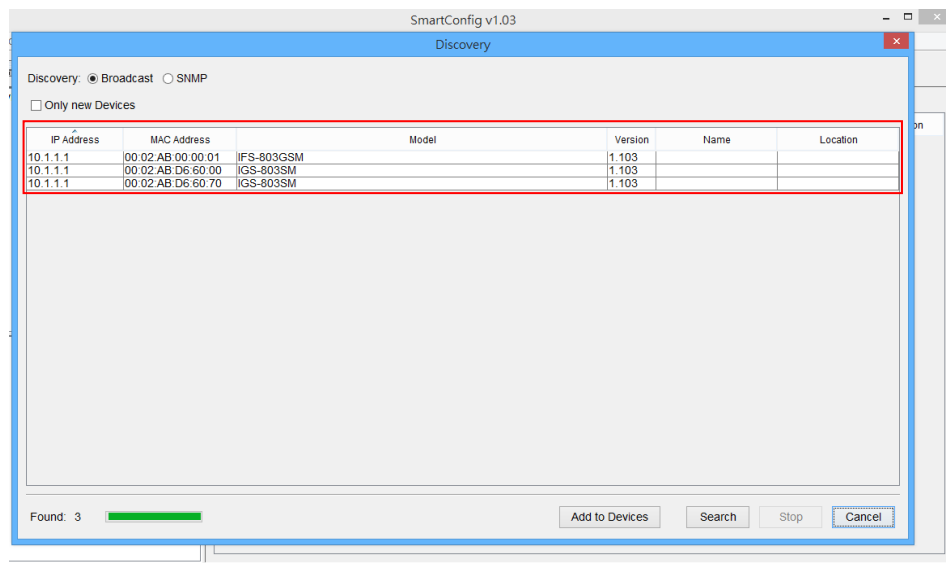 SmartConfig v1.03
Discovery
Discovery: Broadcast SNMP
Only new Devices
on
IP Address MAC Address Model Version Name Location
10.1.1.1 00:02:AB:00:00:01 IFS-803GSM 1.103
10.1.1.1 00:02:AB:D6:60:00 IGS-803SM 1.103
10.1.1.1 00:02:AB:D6:60:70 IGS-803SM 1.103
Found: 3 Add to Devices Search Stop Cancel